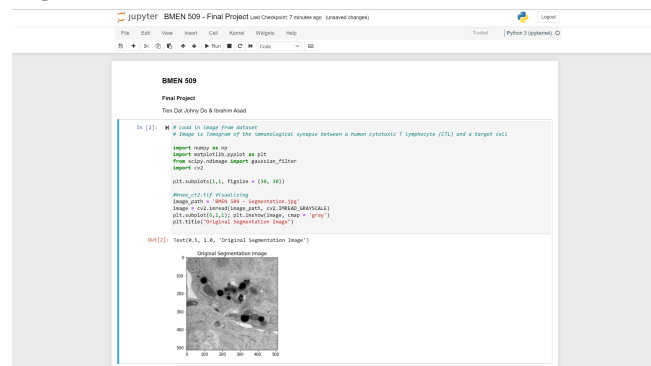 jupyter BMEN 509 - Final Project Last Checkpoint: 7 minutes ago (unsaved changes)
Logout
File Edit View Insert Cell Kernel Widgets Help
Trusted
Python 3 (ipykernel)
Run
Code
BMEN 509
Final Project
Tien Dat Johny Do & Ibrahim Asad
In [2]:
# Load in image from dataset
# Image is Tomogram of the immunological synapse between a human cytotoxic T lymphocyte (CTL) and a target cell
import numpy as np
import matplotlib.pyplot as plt
from scipy.ndimage import gaussian_filter
import cv2
plt.subplots(1,1, figsize = (30, 30))
image_path = 'BMEN 509 - Segmentation.jpg'
image = cv2.imread(image_path, cv2.IMREAD_GRAYSCALE)
plt.subplot(6,1,1); plt.imshow(image, cmap = 'gray')
plt.title("Original Segmentation Image")
Out[2]: Text(0.5, 1.0, 'Original Segmentation Image')
Original Segmentation Image
0
100
200
300
400
500
0 100 200 300 400 500